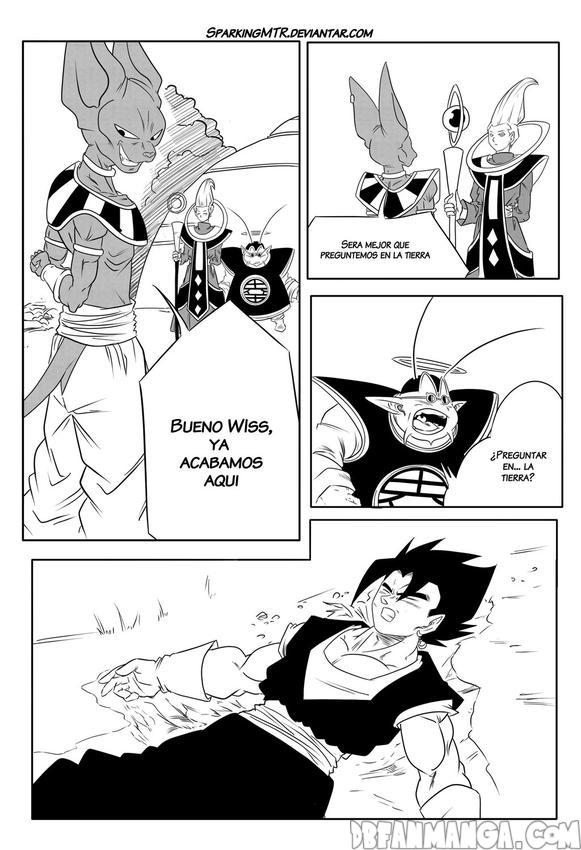 SparkingMTR.deviantar.com
Bueno Wiss,
ya
acabamos
aqui
Sera mejor que
preguntemos en la tierra
¿Preguntar
en... la
tierra?
DBFANMANGA.COM